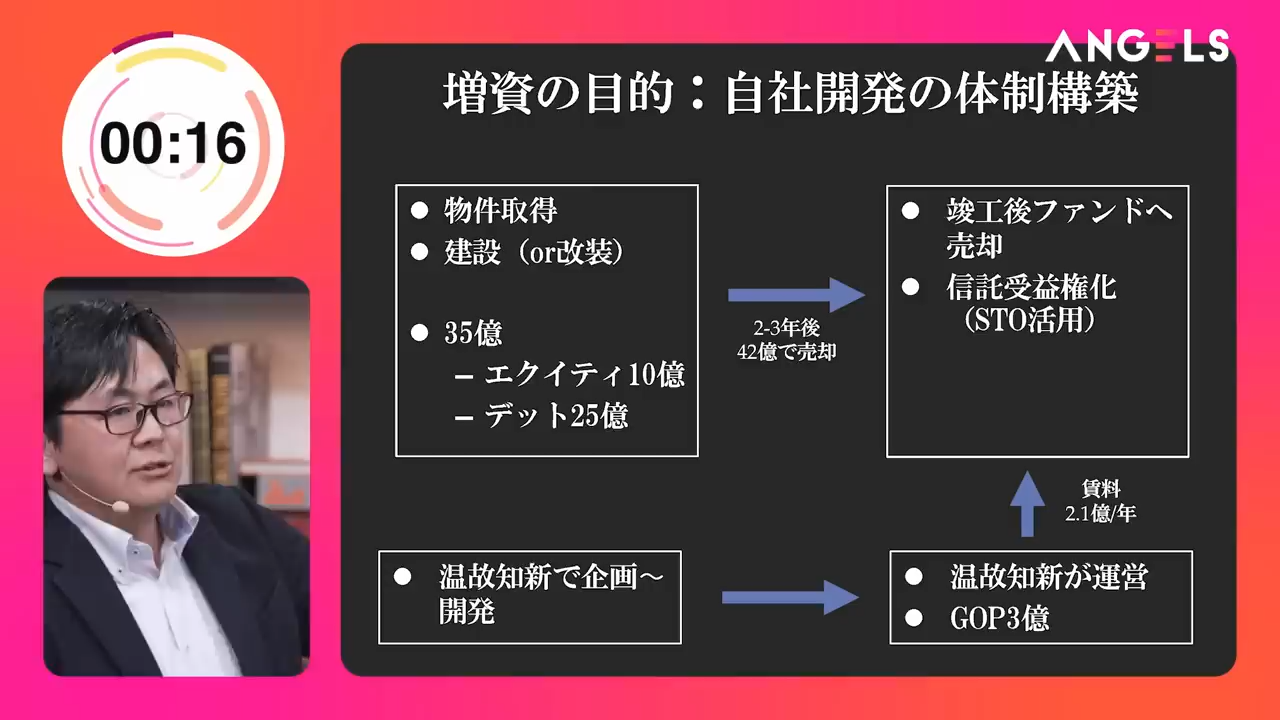 ANGELS
00:16
増資の目的：自社開発の体制構築
● 物件取得
● 建設（or改装）
● 35億
– エクイティ10億
– デット25億
2-3年後
42億で売却
● 竣工後ファンドへ
売却
● 信託受益権化
（STO活用）
賃料
2.1億/年
● 温故知新で企画～
開発
● 温故知新が運営
● GOP3億